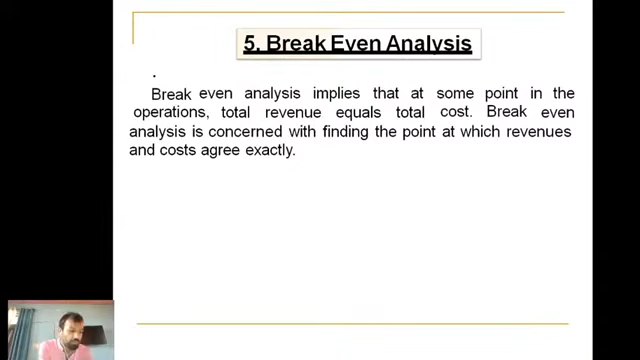 5. Break Even Analysis
.
Break even analysis implies that at some point in the
operations, total revenue equals total cost. Break even
analysis is concerned with finding the point at which revenues
and costs agree exactly.